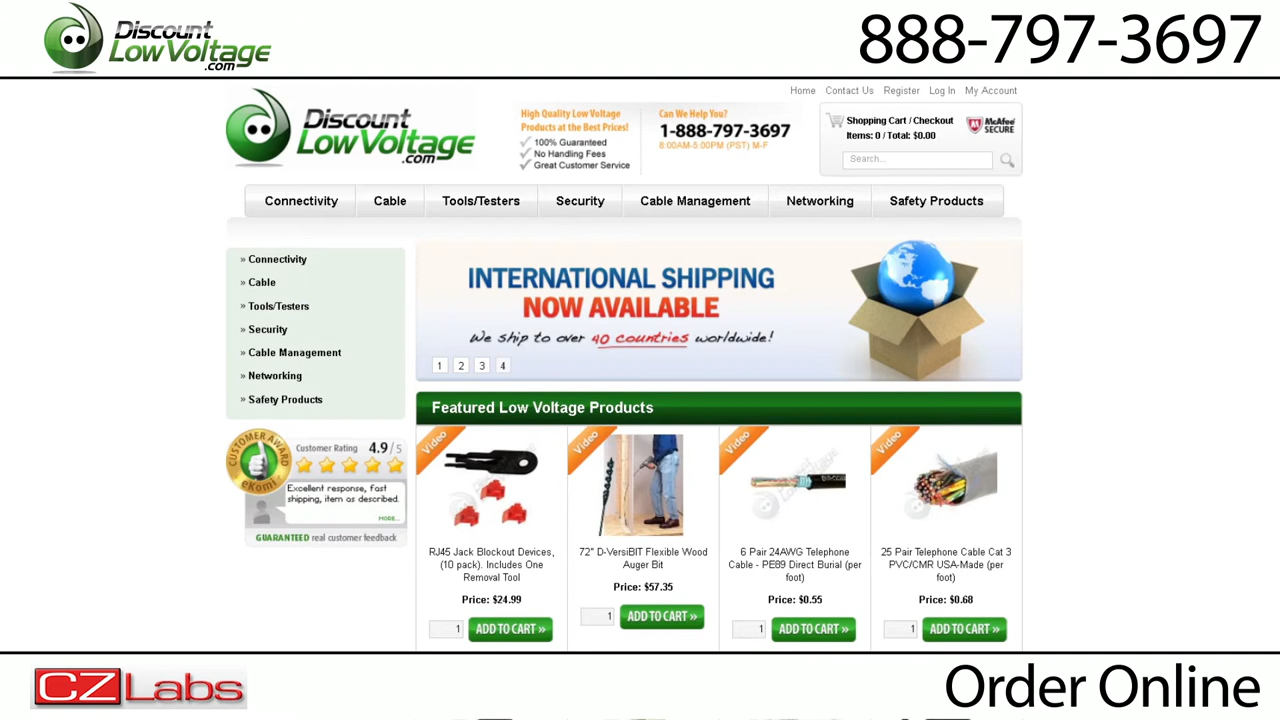 Discount
LowVoltage
.com
888-797-3697
Home Contact Us Register Log In My Account
Discount
LowVoltage
.com
High Quality Low Voltage
Products at the Best Prices!
100% Guaranteed
No Handling Fees
Great Customer Service
Can We Help You?
1-888-797-3697
8:00AM-5:00PM (PST) M-F
Shopping Cart / Checkout
Items: 0 / Total: $0.00
McAfee
SECURE
Search...
Connectivity Cable Tools/Testers Security Cable Management Networking Safety Products
» Connectivity
» Cable
» Tools/Testers
» Security
» Cable Management
» Networking
» Safety Products
INTERNATIONAL SHIPPING
NOW AVAILABLE
We ship to over 40 countries worldwide!
1 2 3 4
CUSTOMER AWARD
eKomi
Customer Rating 4.9 / 5
Excellent response, fast
shipping, item as described.
MORE...
GUARANTEED real customer feedback
Featured Low Voltage Products
Video
Video
Video
Video
RJ45 Jack Blockout Devices,
(10 pack). Includes One
Removal Tool
Price: $24.99
1 ADD TO CART »
72" D-VersiBIT Flexible Wood
Auger Bit
Price: $57.35
1 ADD TO CART »
6 Pair 24AWG Telephone
Cable - PE89 Direct Burial (per
foot)
Price: $0.55
1 ADD TO CART »
25 Pair Telephone Cable Cat 3
PVC/CMR USA-Made (per
foot)
Price: $0.68
1 ADD TO CART »
CZ Labs
Order Online